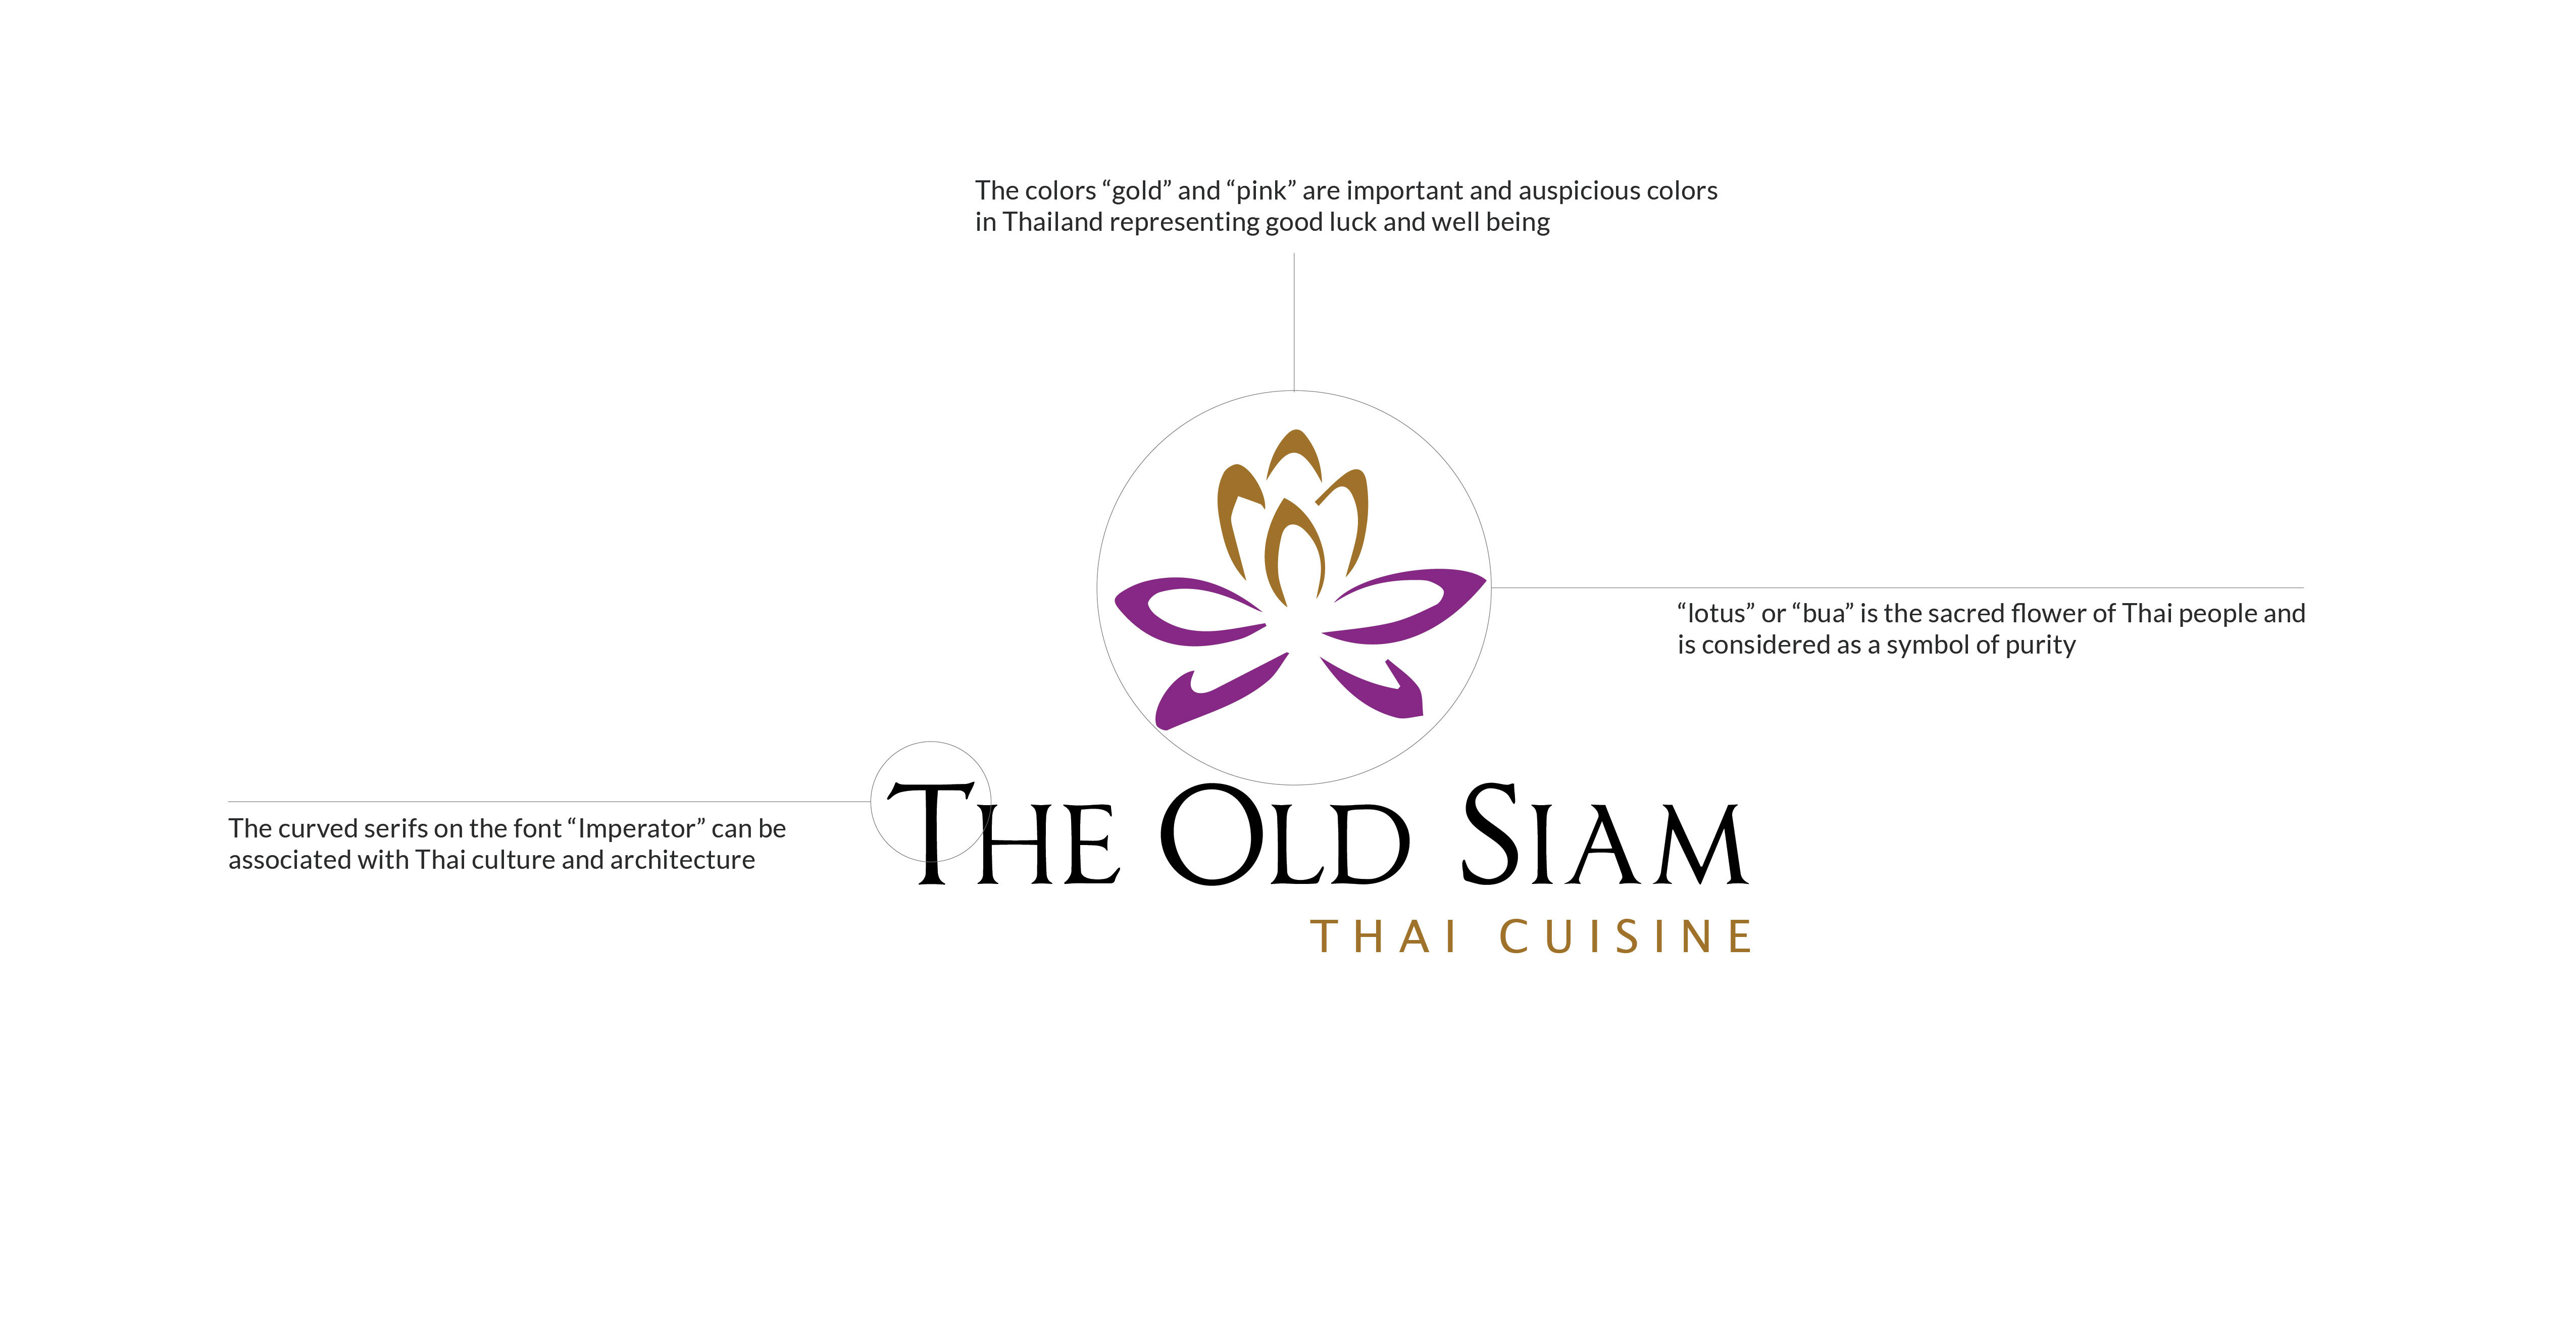 The colors “gold” and “pink” are important and auspicious colors
in Thailand representing good luck and well being
“lotus” or “bua” is the sacred flower of Thai people and
is considered as a symbol of purity
The curved serifs on the font “Imperator” can be
associated with Thai culture and architecture
THE OLD SIAM
THAI CUISINE